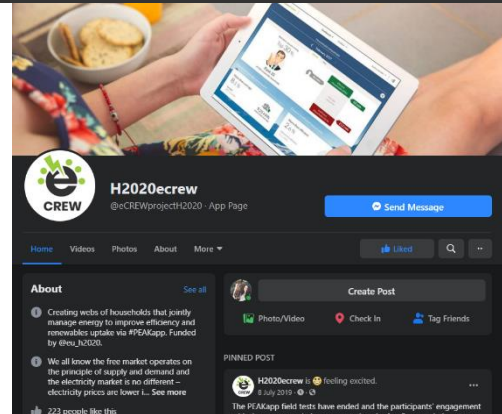 CREW
H2020ecrew
@eCREWprojectH2020 · App Page
Send Message
Home Videos Photos About More
Liked
About See all
Creating webs of households that jointly
manage energy to improve efficiency and
renewables uptake via #PEAKapp. Funded
by @eu_h2020.
We all know the free market operates on
the principle of supply and demand and
the electricity market is no different –
electricity prices are lower i... See more
223 people like this
Create Post
Photo/Video Check In Tag Friends
PINNED POST
H2020ecrew is feeling excited.
8 July 2019
The PEAKapp field tests have ended and the participants' engagement